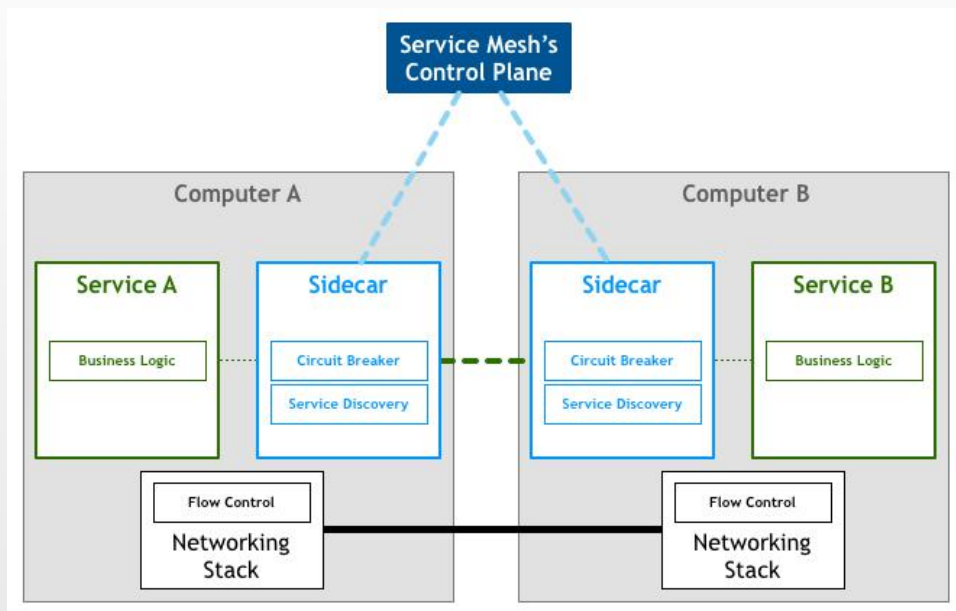 Service Mesh's
Control Plane
Computer A
Computer B
Service A
Sidecar
Sidecar
Service B
Business Logic
Circuit Breaker
Circuit Breaker
Business Logic
Service Discovery
Service Discovery
Flow Control
Flow Control
Networking
Stack
Networking
Stack